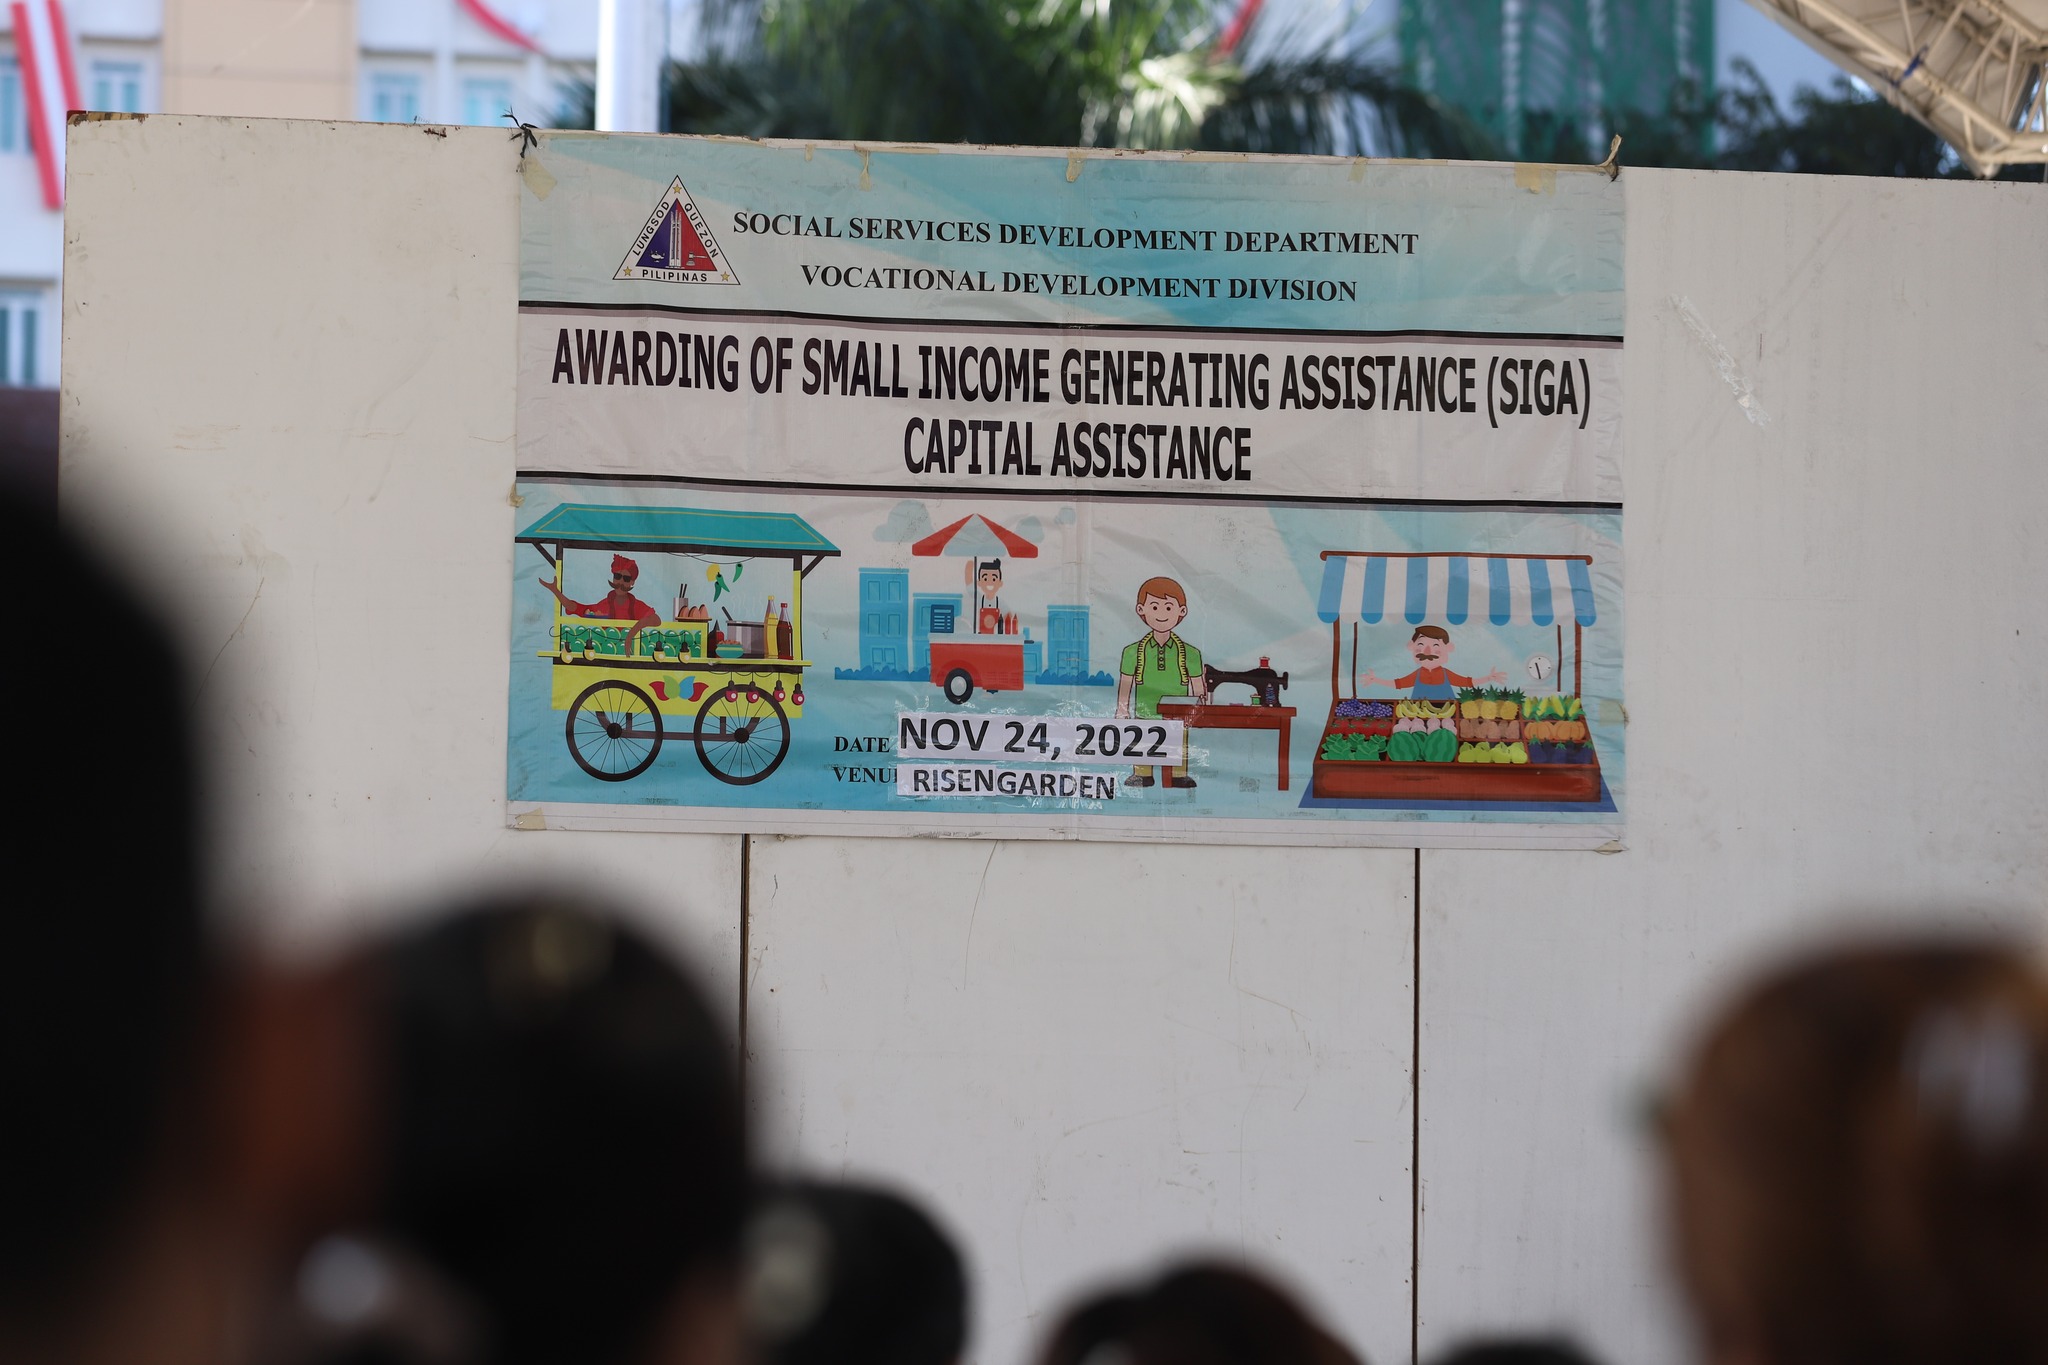 LUNGSOD QUEZON
PILIPINAS
SOCIAL SERVICES DEVELOPMENT DEPARTMENT
VOCATIONAL DEVELOPMENT DIVISION
AWARDING OF SMALL INCOME GENERATING ASSISTANCE (SIGA)
CAPITAL ASSISTANCE
DATE NOV 24, 2022
VENU RISENGARDEN